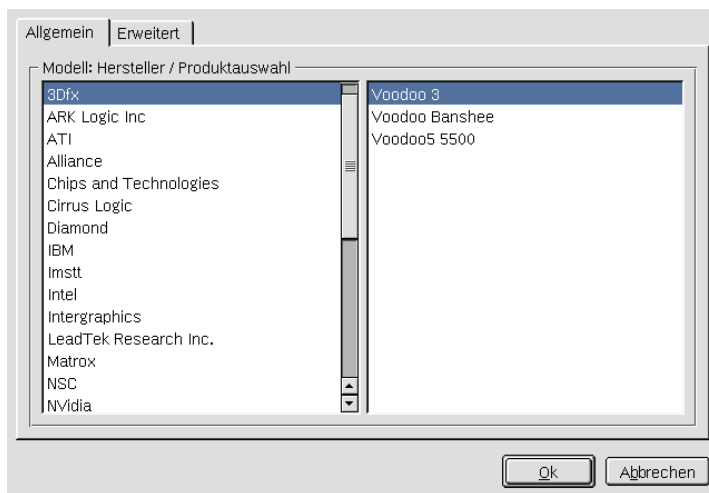 Allgemein Erweitert
Modell: Hersteller / Produktauswahl
3Dfx
ARK Logic Inc
ATI
Alliance
Chips and Technologies
Cirrus Logic
Diamond
IBM
Imstt
Intel
Intergraphics
LeadTek Research Inc.
Matrox
NSC
NVidia
Voodoo 3
Voodoo Banshee
Voodoo5 5500
Ok Abbrechen